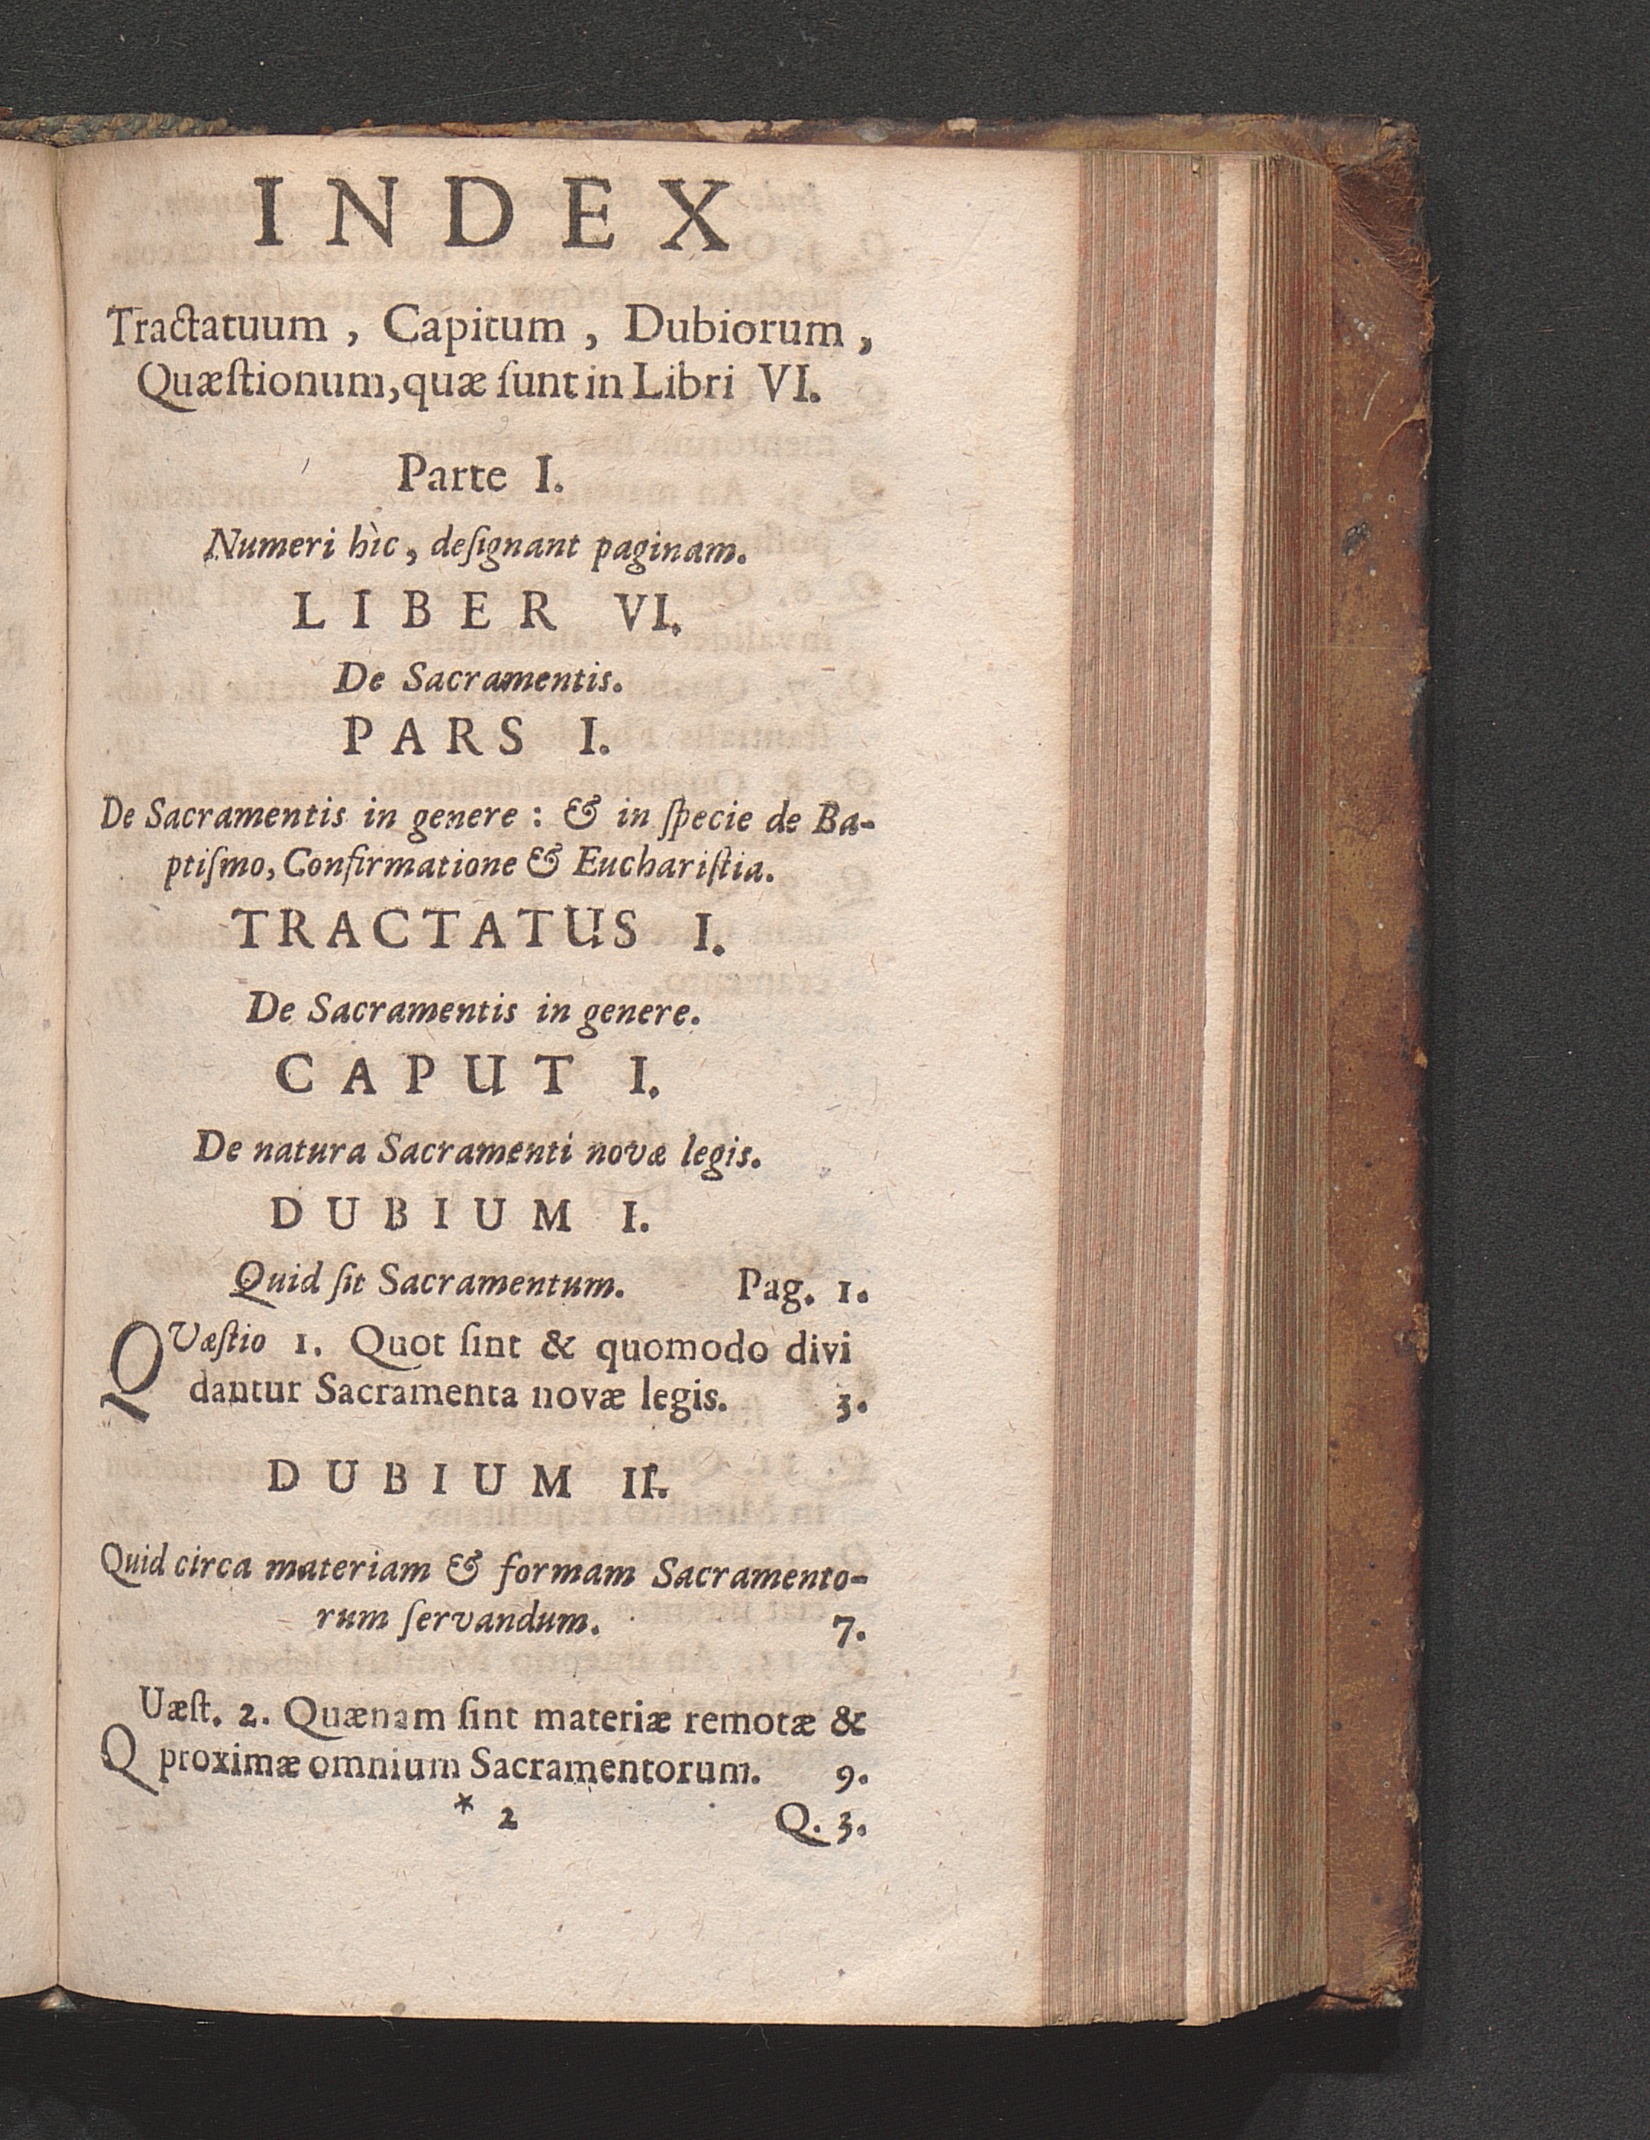 INDEX
Tractatuum, Capitum, Dubiorum,
Quæſtionum, quæ ſunt in Libri VI.
Parte I.
Numeri hìc, deſignant paginam.
LIBER VI.
De Sacramentis.
PARS I.
De Sacramentis in genere: & in ſpecie de Ba-
ptiſmo, Confirmatione & Euchariſtia.
TRACTATUS I.
De Sacramentis in genere.
CAPUT I.
De natura Sacramenti novæ legis.
DUBIUM I.
Quid ſit Sacramentum. Pag. 1.
QUæſtio 1. Quot ſint & quomodo divi
dantur Sacramenta novæ legis. 3.
DUBIUM II.
Quid circa materiam & formam Sacramento-
rum ſervandum. 7.
QUæſt. 2. Quænam ſint materiæ remotæ &
proximæ omnium Sacramentorum. 9.
* 2 Q. 3.